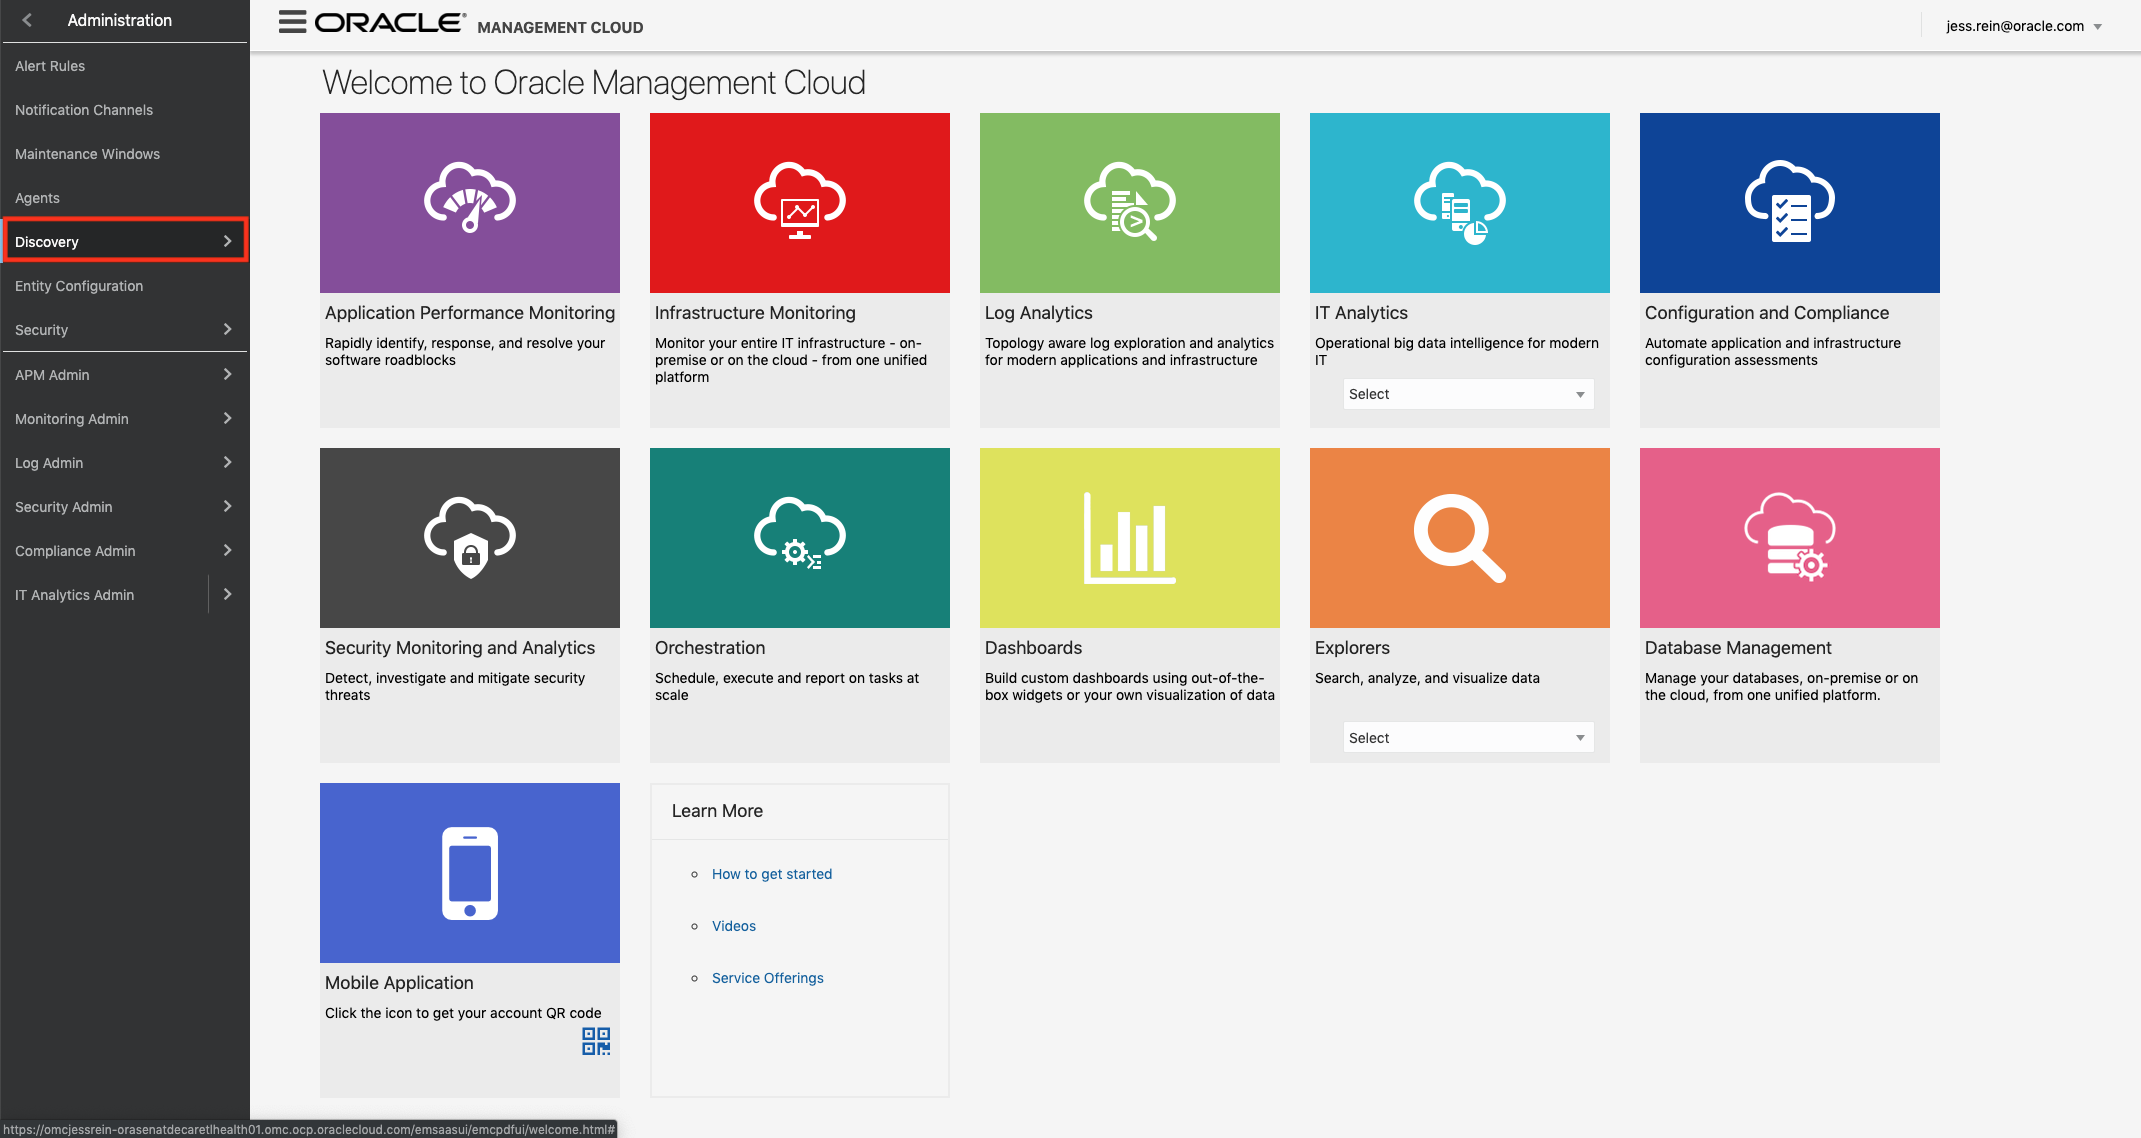 Administration
Alert Rules
Notification Channels
Maintenance Windows
Agents
Discovery
Entity Configuration
Security
APM Admin
Monitoring Admin
Log Admin
Security Admin
Compliance Admin
IT Analytics Admin
ORACLE® MANAGEMENT CLOUD
jess.rein@oracle.com
Welcome to Oracle Management Cloud
Application Performance Monitoring
Rapidly identify, response, and resolve your
software roadblocks
Infrastructure Monitoring
Monitor your entire IT infrastructure - on-
premise or on the cloud - from one unified
platform
Log Analytics
Topology aware log exploration and analytics
for modern applications and infrastructure
IT Analytics
Operational big data intelligence for modern
IT
Select
Configuration and Compliance
Automate application and infrastructure
configuration assessments
Security Monitoring and Analytics
Detect, investigate and mitigate security
threats
Orchestration
Schedule, execute and report on tasks at
scale
Dashboards
Build custom dashboards using out-of-the-
box widgets or your own visualization of data
Explorers
Search, analyze, and visualize data
Select
Database Management
Manage your databases, on-premise or on
the cloud, from one unified platform.
Mobile Application
Click the icon to get your account QR code
Learn More
How to get started
Videos
Service Offerings
https://omcjessrein-orasenatdecaretlhealth01.omc.ocp.oraclecloud.com/emsaasui/emcpdfui/welcome.html#